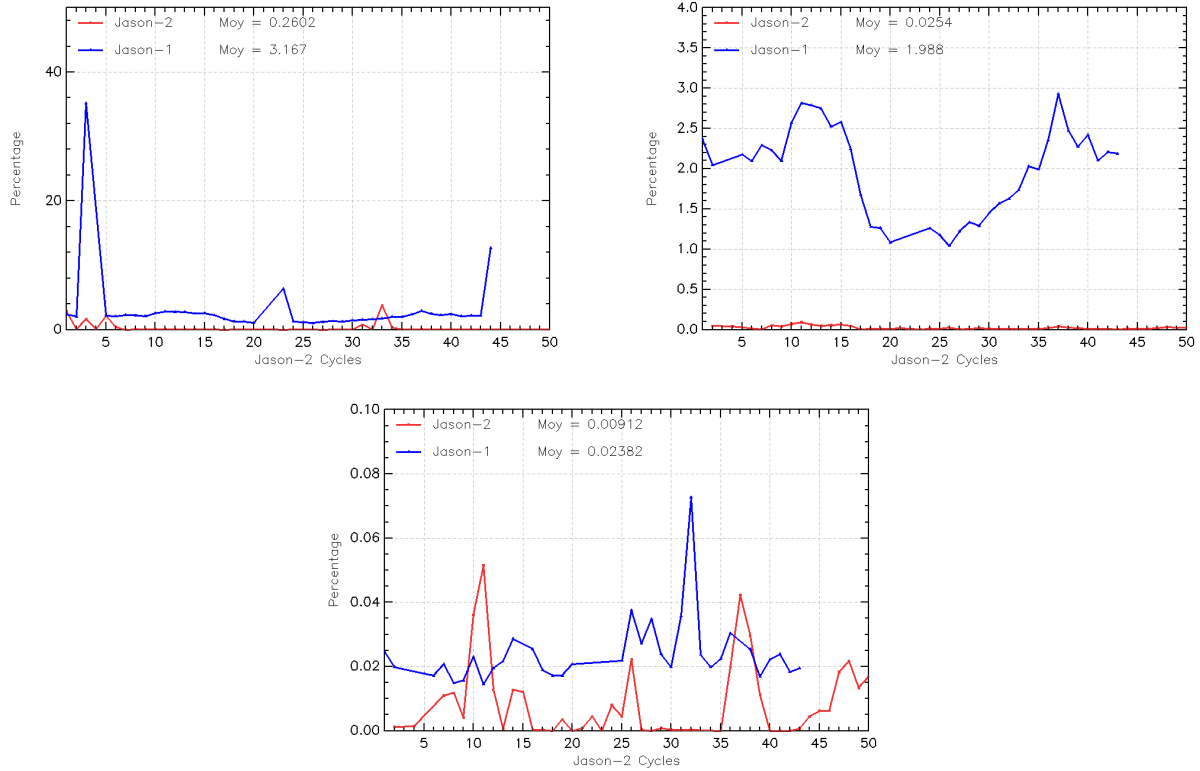 Jason-2 Moy = 0.2602
Jason-1 Moy = 3.167
40
20
0
Percentage
5 10 15 20 25 30 35 40 45 50
Jason-2 Cycles
Jason-2 Moy = 0.0254
Jason-1 Moy = 1.988
4.0
3.5
3.0
2.5
2.0
1.5
1.0
0.5
0.0
Percentage
5 10 15 20 25 30 35 40 45 50
Jason-2 Cycles
Jason-2 Moy = 0.00912
Jason-1 Moy = 0.02382
0.10
0.08
0.06
0.04
0.02
0.00
Percentage
5 10 15 20 25 30 35 40 45 50
Jason-2 Cycles